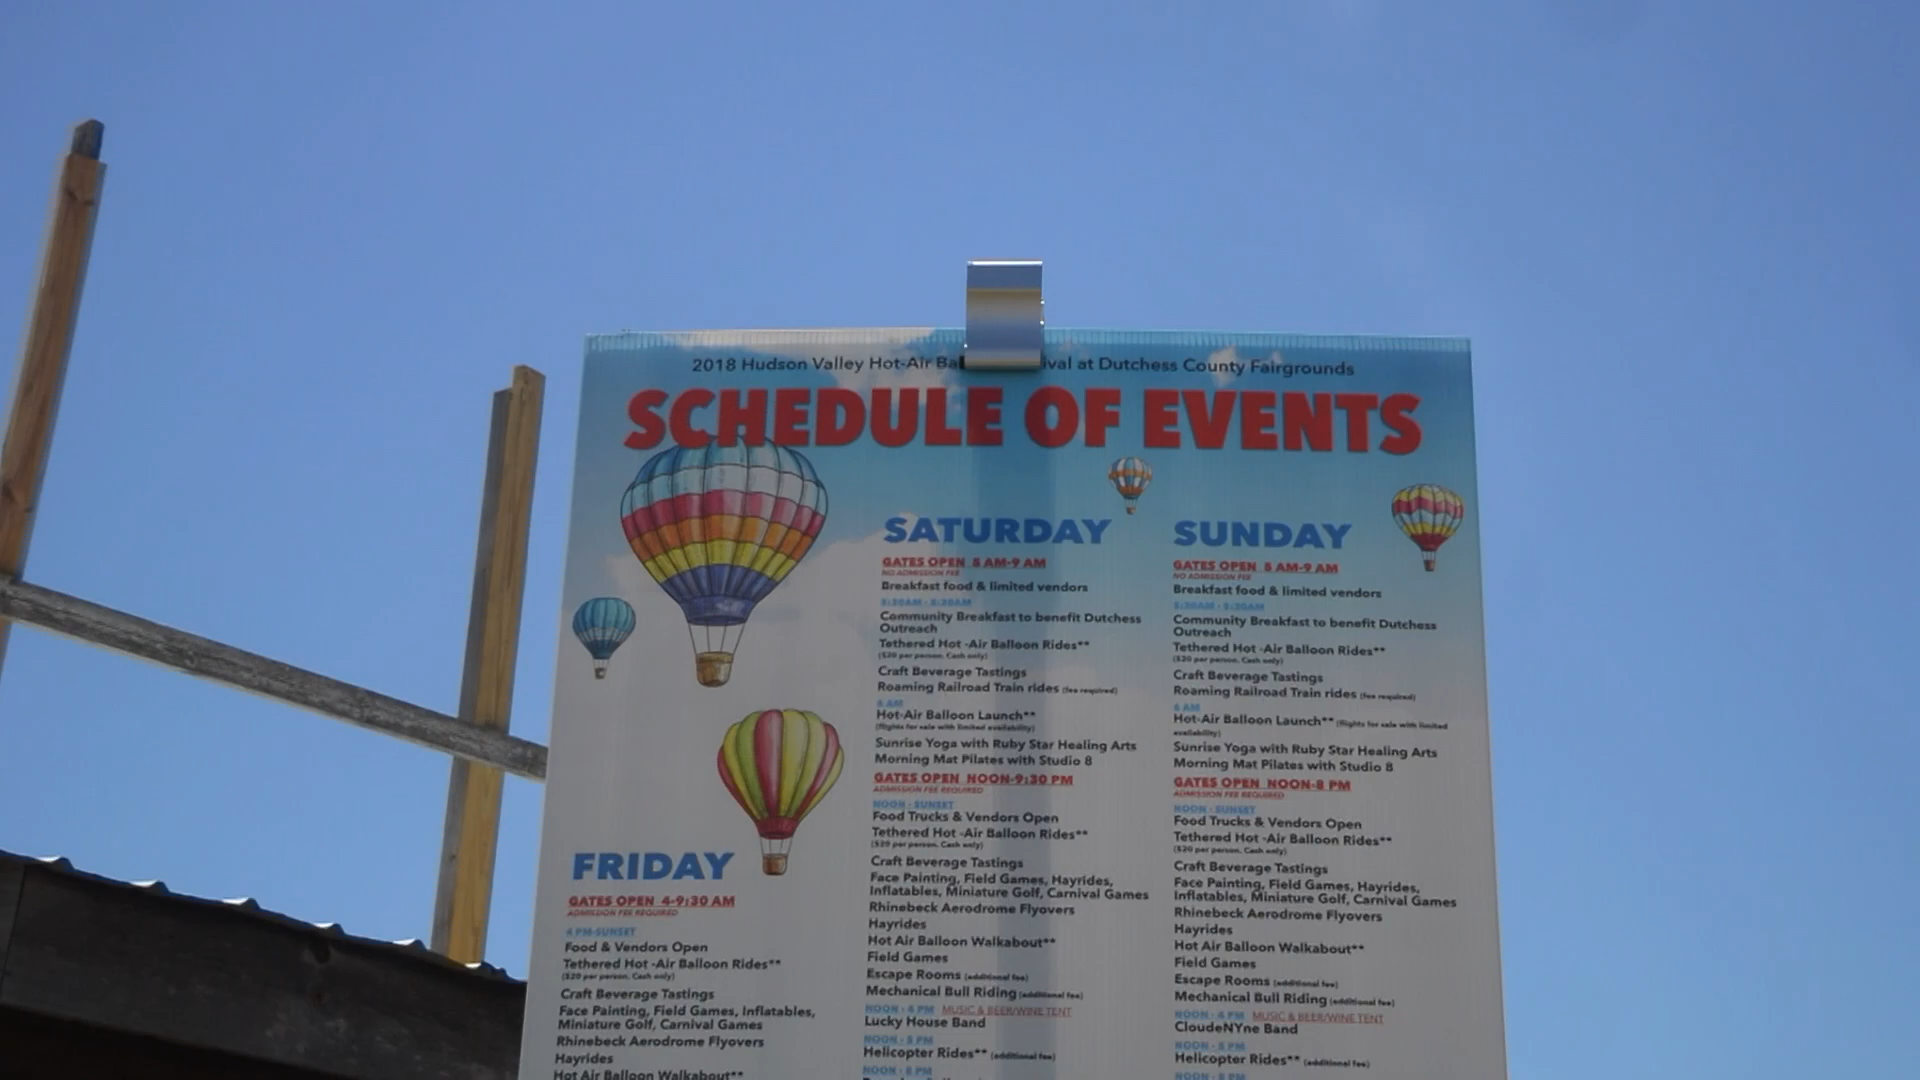 2018 Hudson Valley Hot-Air Ba ival at Dutchess County Fairgrounds
SCHEDULE OF EVENTS
FRIDAY
GATES OPEN 4-9:30 AM
ADMISSION FEE REQUIRED
4 PM-SUNSET
Food & Vendors Open
Tethered Hot -Air Balloon Rides**
($20 per person. Cash only)
Craft Beverage Tastings
Face Painting, Field Games, Inflatables,
Miniature Golf, Carnival Games
Rhinebeck Aerodrome Flyovers
Hayrides
Hot Air Balloon Walkabout**
SATURDAY
GATES OPEN 5 AM-9 AM
NO ADMISSION FEE
Breakfast food & limited vendors
5:30AM - 8:30AM
Community Breakfast to benefit Dutchess
Outreach
Tethered Hot -Air Balloon Rides**
($20 per person. Cash only)
Craft Beverage Tastings
Roaming Railroad Train rides (fee required)
6 AM
Hot-Air Balloon Launch**
(flights for sale with limited availability)
Sunrise Yoga with Ruby Star Healing Arts
Morning Mat Pilates with Studio 8
GATES OPEN NOON-9:30 PM
ADMISSION FEE REQUIRED
NOON - SUNSET
Food Trucks & Vendors Open
Tethered Hot -Air Balloon Rides**
($20 per person. Cash only)
Craft Beverage Tastings
Face Painting, Field Games, Hayrides,
Inflatables, Miniature Golf, Carnival Games
Rhinebeck Aerodrome Flyovers
Hayrides
Hot Air Balloon Walkabout**
Field Games
Escape Rooms (additional fee)
Mechanical Bull Riding (additional fee)
NOON - 4 PM MUSIC & BEER/WINE TENT
Lucky House Band
NOON - 5 PM
Helicopter Rides** (additional fee)
NOON - 8 PM
SUNDAY
GATES OPEN 5 AM-9 AM
NO ADMISSION FEE
Breakfast food & limited vendors
5:30AM - 8:30AM
Community Breakfast to benefit Dutchess
Outreach
Tethered Hot -Air Balloon Rides**
($20 per person. Cash only)
Craft Beverage Tastings
Roaming Railroad Train rides (fee required)
6 AM
Hot-Air Balloon Launch** (flights for sale with limited
availability)
Sunrise Yoga with Ruby Star Healing Arts
Morning Mat Pilates with Studio 8
GATES OPEN NOON-8 PM
ADMISSION FEE REQUIRED
NOON - SUNSET
Food Trucks & Vendors Open
Tethered Hot -Air Balloon Rides**
($20 per person. Cash only)
Craft Beverage Tastings
Face Painting, Field Games, Hayrides,
Inflatables, Miniature Golf, Carnival Games
Rhinebeck Aerodrome Flyovers
Hayrides
Hot Air Balloon Walkabout**
Field Games
Escape Rooms (additional fee)
Mechanical Bull Riding (additional fee)
NOON - 4 PM MUSIC & BEER/WINE TENT
CloudeNYne Band
NOON - 5 PM
Helicopter Rides** (additional fee)
NOON - 8 PM